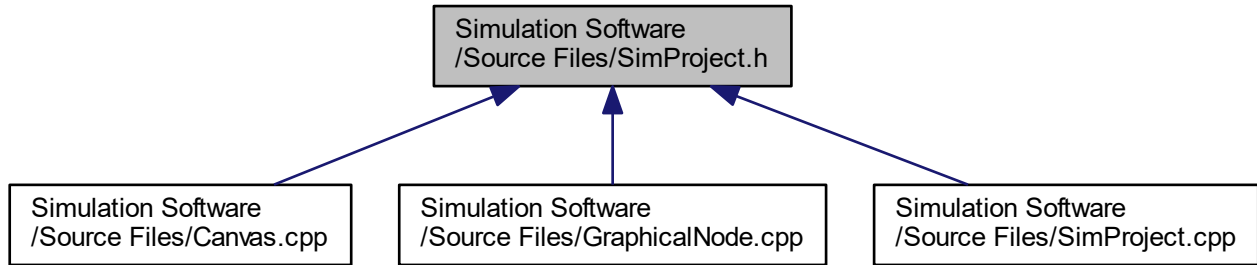 Simulation Software
/Source Files/SimProject.h
Simulation Software
/Source Files/Canvas.cpp
Simulation Software
/Source Files/GraphicalNode.cpp
Simulation Software
/Source Files/SimProject.cpp